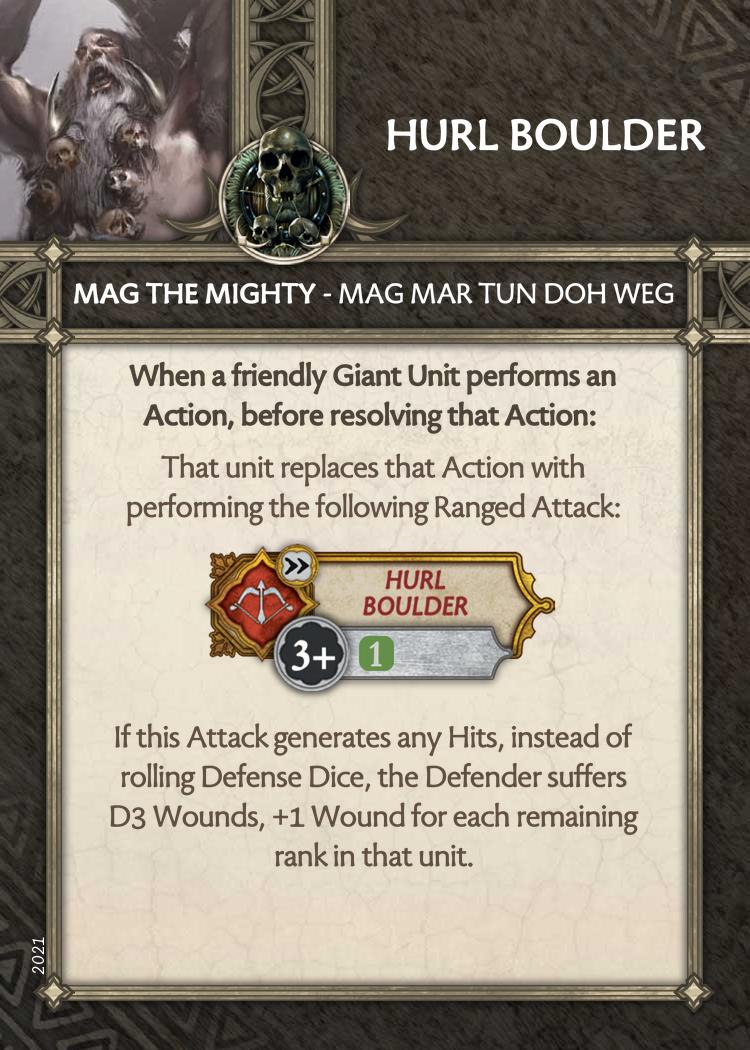 HURL BOULDER
MAG THE MIGHTY - MAG MAR TUN DOH WEG
When a friendly Giant Unit performs an
Action, before resolving that Action:
That unit replaces that Action with
performing the following Ranged Attack:
HURL
BOULDER
3+ 1
If this Attack generates any Hits, instead of
rolling Defense Dice, the Defender suffers
D3 Wounds, +1 Wound for each remaining
rank in that unit.
2021